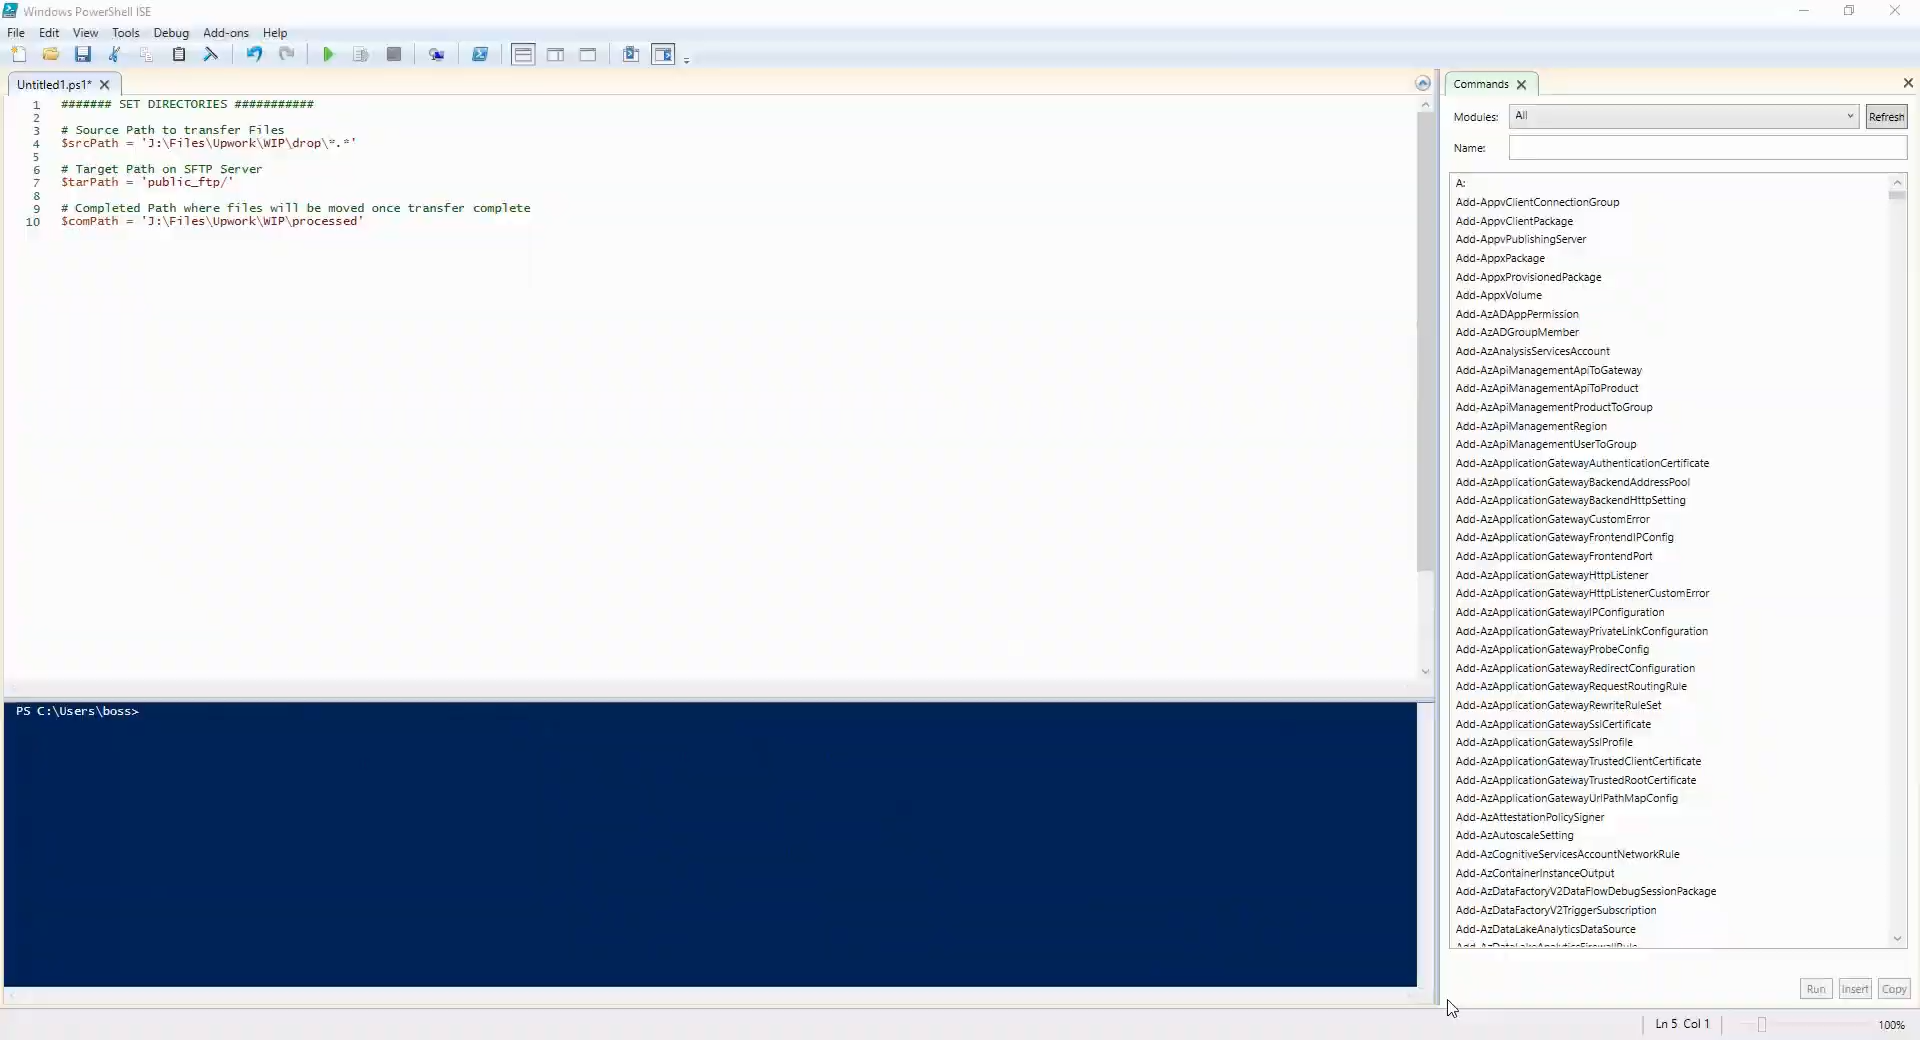 Windows PowerShell ISE
File Edit View Tools Debug Add-ons Help
Untitled1.ps1*
1 ####### SET DIRECTORIES ###########
2
3 # Source Path to transfer Files
4 $srcPath = 'J:\Files\Upwork\WIP\drop\*.*'
5
6 # Target Path on SFTP Server
7 $tarPath = 'public_ftp/'
8
9 # Completed Path where files will be moved once transfer complete
10 $comPath = 'J:\Files\Upwork\WIP\processed'
PS C:\Users\boss>
Commands
Modules: All Refresh
Name:
A:
Add-AppvClientConnectionGroup
Add-AppvClientPackage
Add-AppvPublishingServer
Add-AppxPackage
Add-AppxProvisionedPackage
Add-AppxVolume
Add-AzADAppPermission
Add-AzADGroupMember
Add-AzAnalysisServicesAccount
Add-AzApiManagementApiToGateway
Add-AzApiManagementApiToProduct
Add-AzApiManagementProductToGroup
Add-AzApiManagementRegion
Add-AzApiManagementUserToGroup
Add-AzApplicationGatewayAuthenticationCertificate
Add-AzApplicationGatewayBackendAddressPool
Add-AzApplicationGatewayBackendHttpSetting
Add-AzApplicationGatewayCustomError
Add-AzApplicationGatewayFrontendIPConfig
Add-AzApplicationGatewayFrontendPort
Add-AzApplicationGatewayHttpListener
Add-AzApplicationGatewayHttpListenerCustomError
Add-AzApplicationGatewayIPConfiguration
Add-AzApplicationGatewayPrivateLinkConfiguration
Add-AzApplicationGatewayProbeConfig
Add-AzApplicationGatewayRedirectConfiguration
Add-AzApplicationGatewayRequestRoutingRule
Add-AzApplicationGatewayRewriteRuleSet
Add-AzApplicationGatewaySslCertificate
Add-AzApplicationGatewaySslProfile
Add-AzApplicationGatewayTrustedClientCertificate
Add-AzApplicationGatewayTrustedRootCertificate
Add-AzApplicationGatewayUrlPathMapConfig
Add-AzAttestationPolicySigner
Add-AzAutoscaleSetting
Add-AzCognitiveServicesAccountNetworkRule
Add-AzContainerInstanceOutput
Add-AzDataFactoryV2DataFlowDebugSessionPackage
Add-AzDataFactoryV2TriggerSubscription
Add-AzDataLakeAnalyticsDataSource
Add-AzDataLakeAnalyticsFirewallRule
Run Insert Copy
Ln 5 Col 1 100%